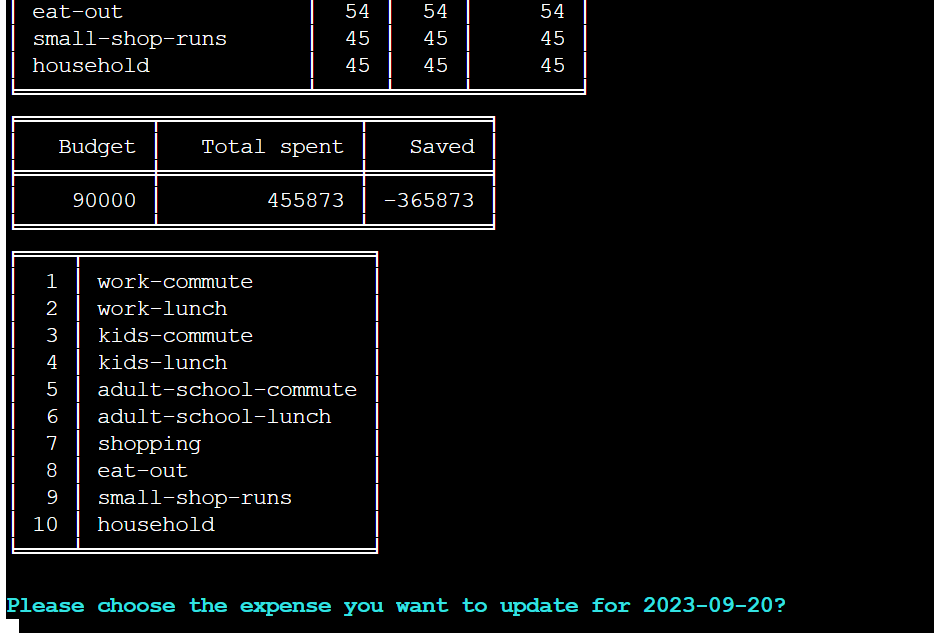 eat-out 54 54 54
small-shop-runs 45 45 45
household 45 45 45
Budget Total spent Saved
90000 455873 -365873
1 work-commute
2 work-lunch
3 kids-commute
4 kids-lunch
5 adult-school-commute
6 adult-school-lunch
7 shopping
8 eat-out
9 small-shop-runs
10 household
Please choose the expense you want to update for 2023-09-20?